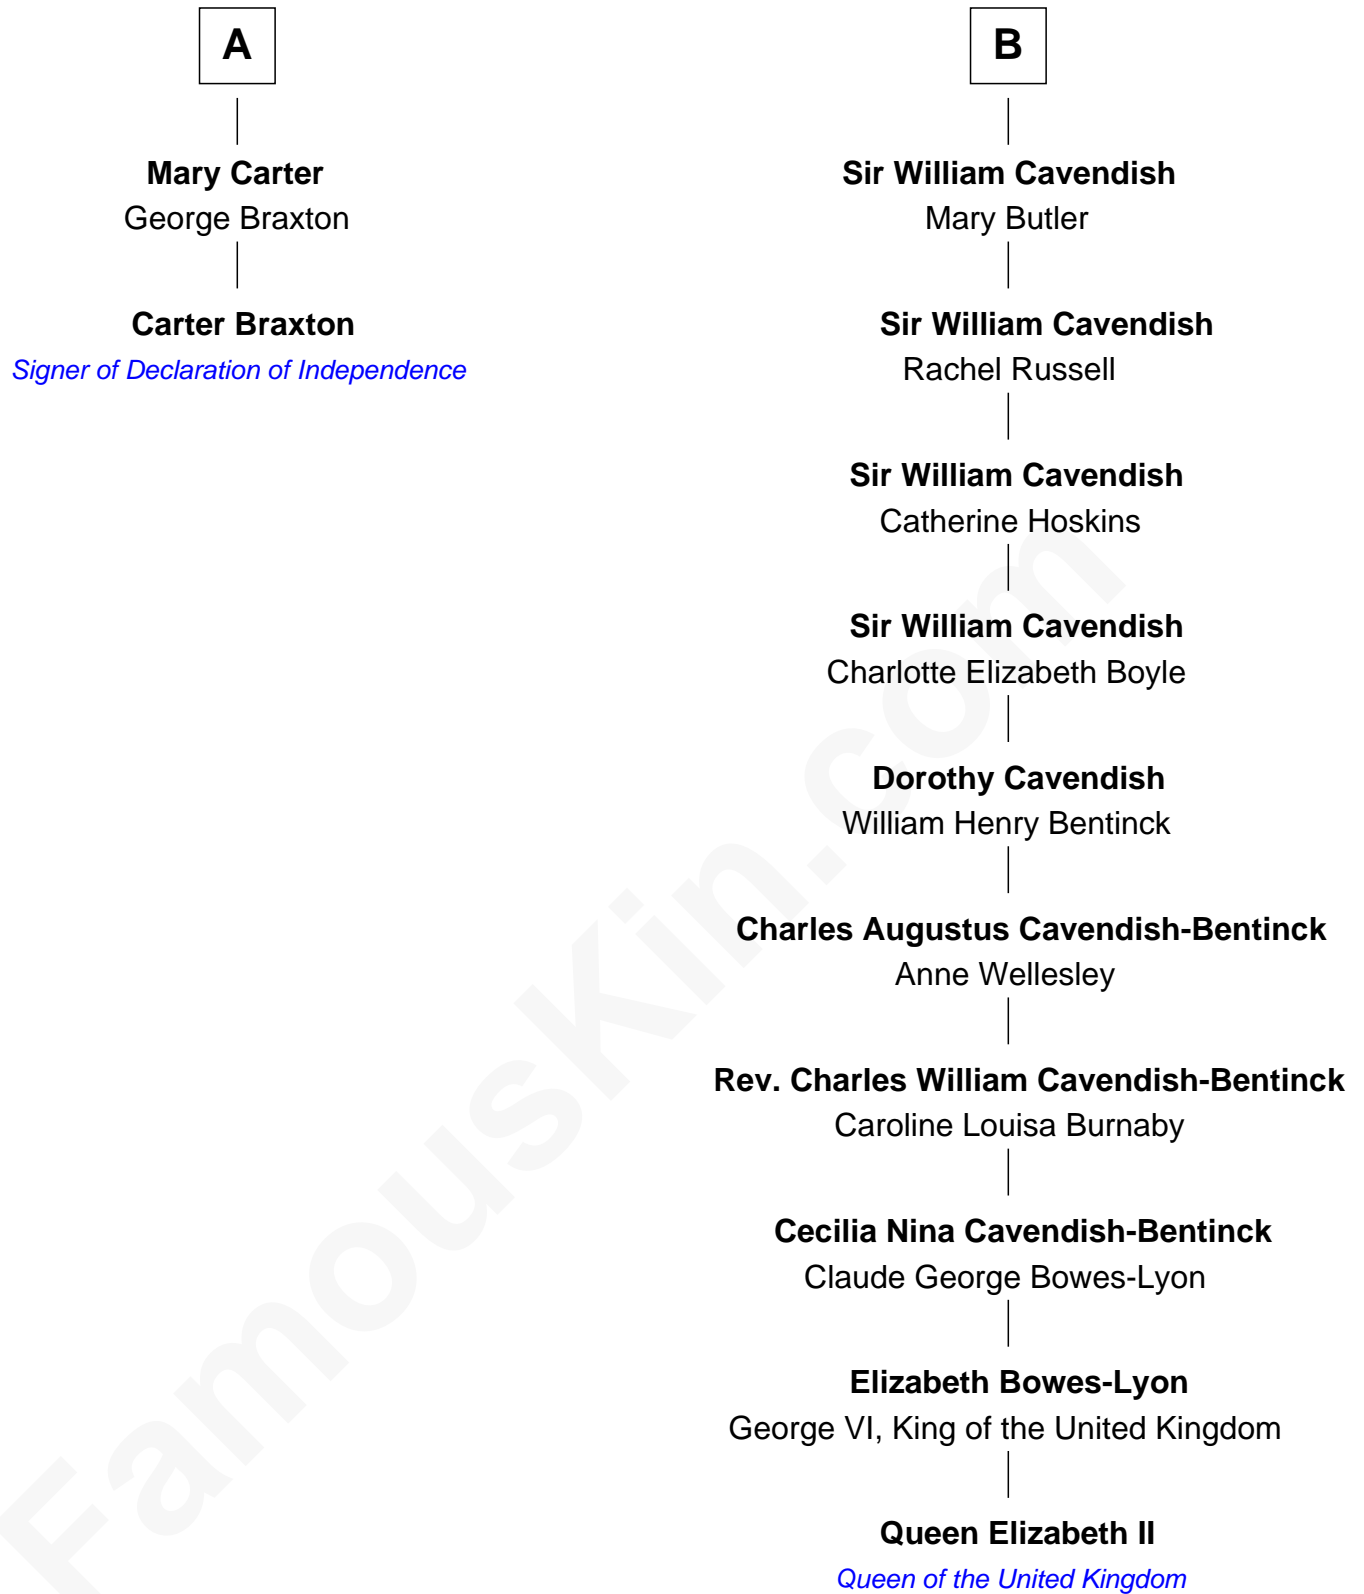 A
Mary Carter
George Braxton
Carter Braxton
Signer of Declaration of Independence
B
Sir William Cavendish
Mary Butler
Sir William Cavendish
Rachel Russell
Sir William Cavendish
Catherine Hoskins
Sir William Cavendish
Charlotte Elizabeth Boyle
Dorothy Cavendish
William Henry Bentinck
Charles Augustus Cavendish-Bentinck
Anne Wellesley
Rev. Charles William Cavendish-Bentinck
Caroline Louisa Burnaby
Cecilia Nina Cavendish-Bentinck
Claude George Bowes-Lyon
Elizabeth Bowes-Lyon
George VI, King of the United Kingdom
Queen Elizabeth II
Queen of the United Kingdom
FamousKin.com